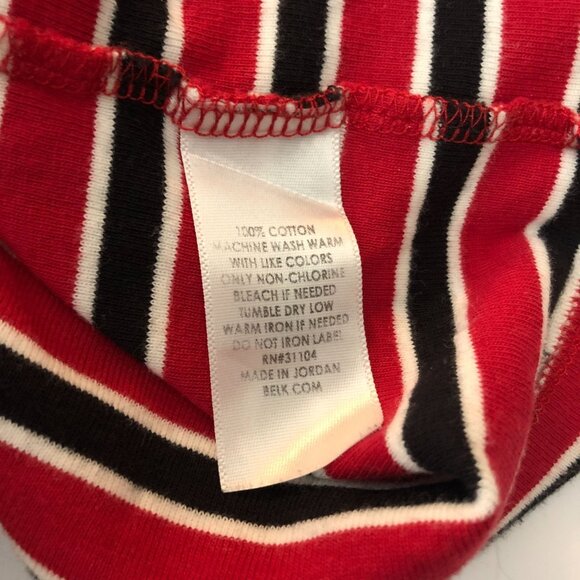 100% COTTON
MACHINE WASH WARM
WITH LIKE COLORS
ONLY NON-CHLORINE
BLEACH IF NEEDED
TUMBLE DRY LOW
WARM IRON IF NEEDED
DO NOT IRON LABEL
RN#31104
MADE IN JORDAN
BELK COM